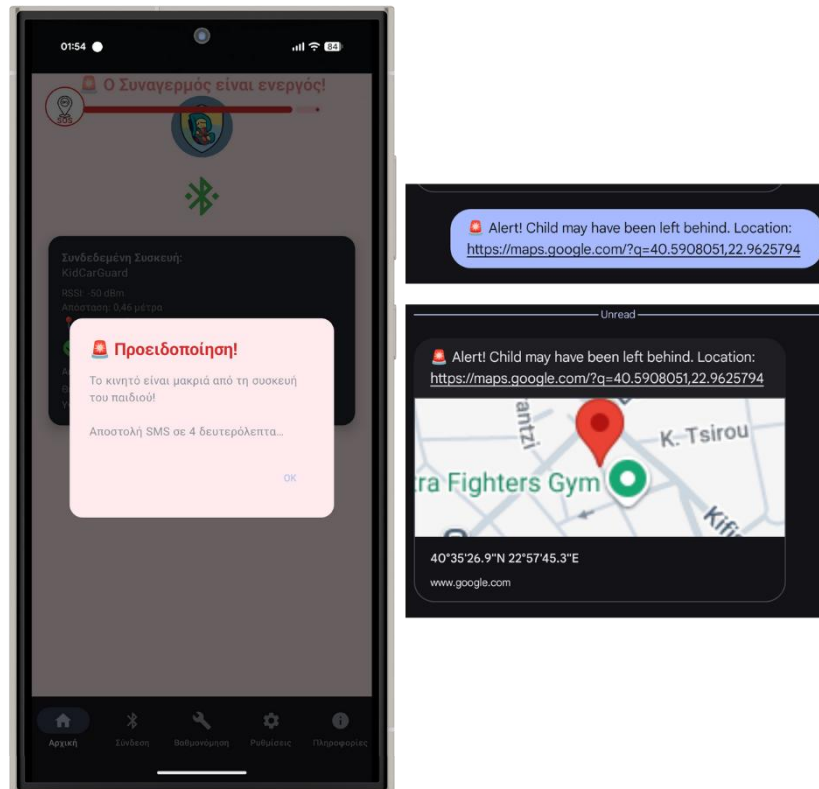 01:54
84
🚨 Ο Συναγερμός είναι ενεργός!
SOS
Συνδεδεμένη Συσκευή:
KidCarGuard
RSSI: -50 dBm
Απόσταση: 0,46 μέτρα
🚨 Προειδοποίηση!
Το κινητό είναι μακριά από τη συσκευή
του παιδιού!
Αποστολή SMS σε 4 δευτερόλεπτα...
OK
Αρχική
Σύνδεση
Βαθμονόμηση
Ρυθμίσεις
Πληροφορίες
🚨 Alert! Child may have been left behind. Location:
https://maps.google.com/?q=40.5908051,22.9625794
Unread
🚨 Alert! Child may have been left behind. Location:
https://maps.google.com/?q=40.5908051,22.9625794
K. Tsirou
Fighters Gym
40°35'26.9"N 22°57'45.3"E
www.google.com